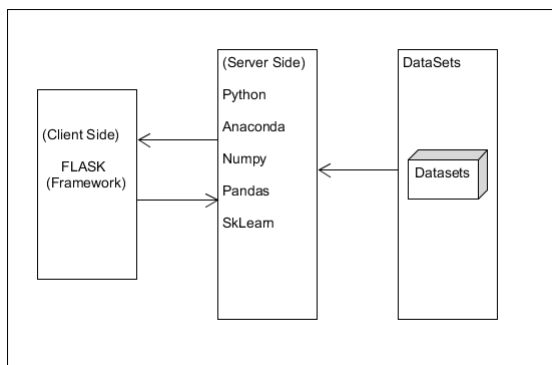 (Client Side)
FLASK
(Framework)
(Server Side)
Python
Anaconda
Numpy
Pandas
SkLearn
DataSets
Datasets